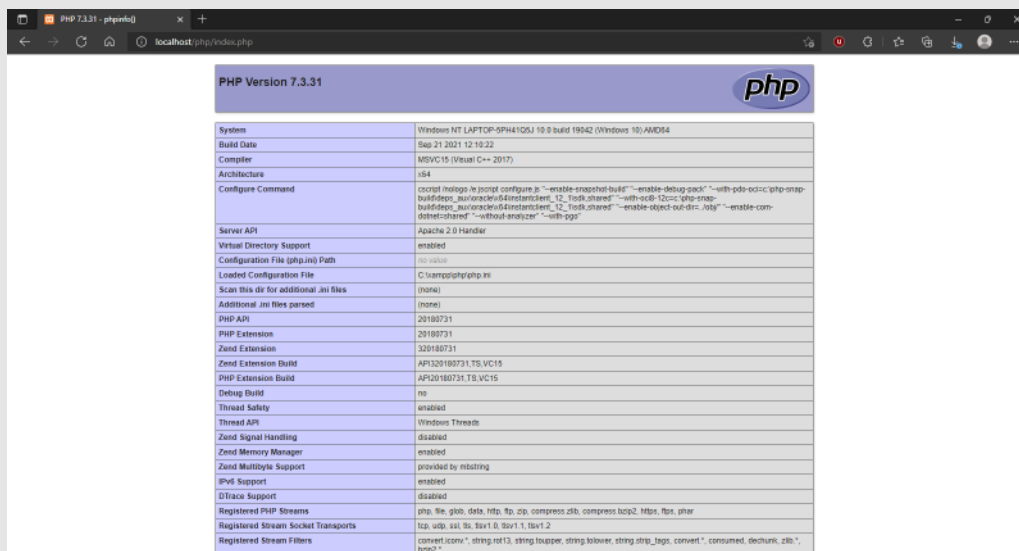 PHP 7.3.31 - phpinfo()
localhost/php/index.php
PHP Version 7.3.31
php
System Windows NT LAPTOP-5PH41Q5J 10.0 build 19042 (Windows 10) AMD64
Build Date Sep 21 2021 12:10:22
Compiler MSVC15 (Visual C++ 2017)
Architecture x64
Configure Command cscript /nologo /e:jscript configure.js "--enable-snapshot-build" "--enable-debug-pack" "--with-pdo-oci=c:\php-snap-
build\deps_aux\oracle\x64\instantclient_12_1\sdk,shared" "--with-oci8-12c=c:\php-snap-
build\deps_aux\oracle\x64\instantclient_12_1\sdk,shared" "--enable-object-out-dir=../obj/" "--enable-com-
dotnet=shared" "--without-analyzer" "--with-pgo"
Server API Apache 2.0 Handler
Virtual Directory Support enabled
Configuration File (php.ini) Path no value
Loaded Configuration File C:\xampp\php\php.ini
Scan this dir for additional .ini files (none)
Additional .ini files parsed (none)
PHP API 20180731
PHP Extension 20180731
Zend Extension 320180731
Zend Extension Build API320180731,TS,VC15
PHP Extension Build API20180731,TS,VC15
Debug Build no
Thread Safety enabled
Thread API Windows Threads
Zend Signal Handling disabled
Zend Memory Manager enabled
Zend Multibyte Support provided by mbstring
IPv6 Support enabled
DTrace Support disabled
Registered PHP Streams php, file, glob, data, http, ftp, zip, compress.zlib, compress.bzip2, https, ftps, phar
Registered Stream Socket Transports tcp, udp, ssl, tls, tlsv1.0, tlsv1.1, tlsv1.2
Registered Stream Filters convert.iconv.*, string.rot13, string.toupper, string.tolower, string.strip_tags, convert.*, consumed, dechunk, zlib.*,
bzip2.*